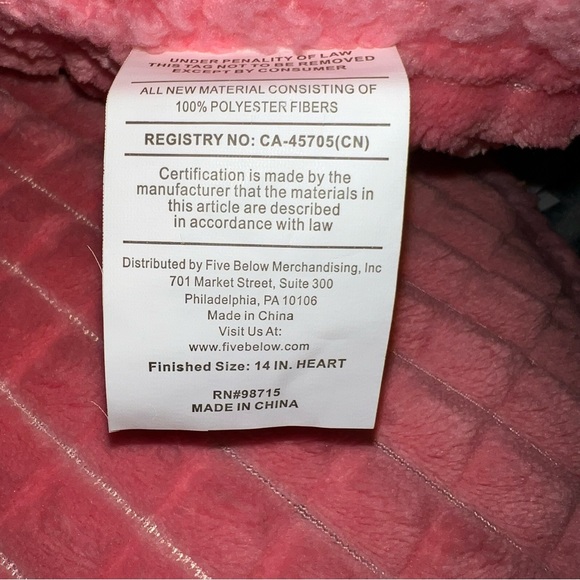 UNDER PENALITY OF LAW
THIS TAG NOT TO BE REMOVED
EXCEPT BY CONSUMER
ALL NEW MATERIAL CONSISTING OF
100% POLYESTER FIBERS
REGISTRY NO: CA-45705(CN)
Certification is made by the
manufacturer that the materials in
this article are described
in accordance with law
Distributed by Five Below Merchandising, Inc
701 Market Street, Suite 300
Philadelphia, PA 10106
Made in China
Visit Us At:
www.fivebelow.com
Finished Size: 14 IN. HEART
RN#98715
MADE IN CHINA